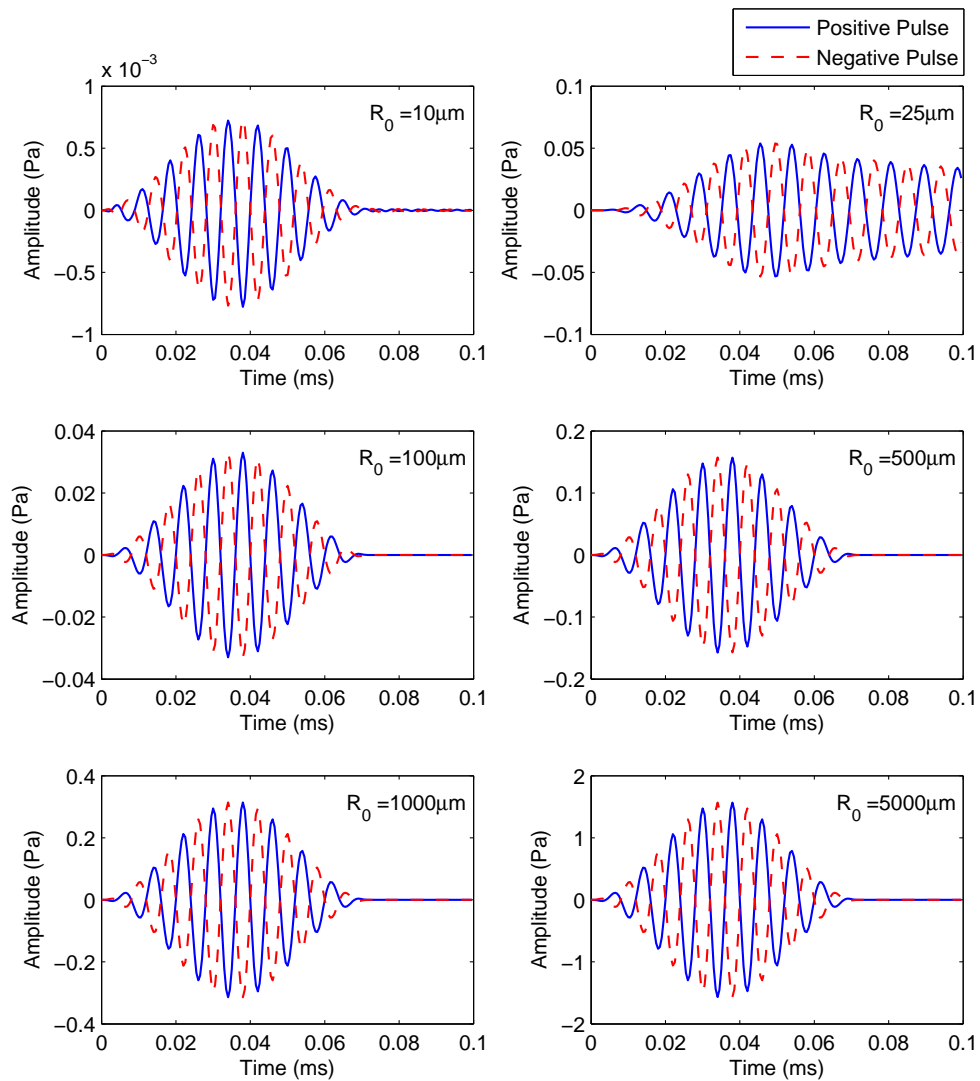 Positive Pulse
Negative Pulse
x 10⁻³
R₀ =10μm
1
0.5
0
−0.5
−1
Amplitude (Pa)
0 0.02 0.04 0.06 0.08 0.1
Time (ms)
R₀ =25μm
0.1
0.05
0
−0.05
−0.1
Amplitude (Pa)
0 0.02 0.04 0.06 0.08 0.1
Time (ms)
R₀ =100μm
0.04
0.02
0
−0.02
−0.04
Amplitude (Pa)
0 0.02 0.04 0.06 0.08 0.1
Time (ms)
R₀ =500μm
0.2
0.1
0
−0.1
−0.2
Amplitude (Pa)
0 0.02 0.04 0.06 0.08 0.1
Time (ms)
R₀ =1000μm
0.4
0.2
0
−0.2
−0.4
Amplitude (Pa)
0 0.02 0.04 0.06 0.08 0.1
Time (ms)
R₀ =5000μm
2
1
0
−1
−2
Amplitude (Pa)
0 0.02 0.04 0.06 0.08 0.1
Time (ms)